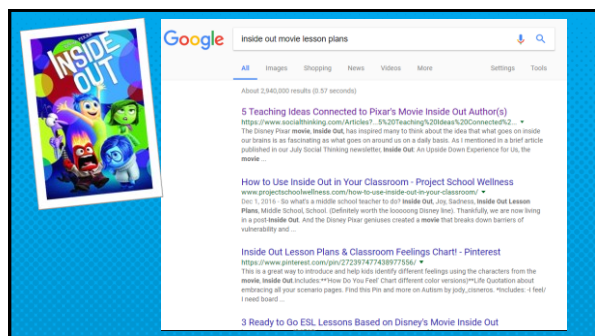 PIXAR
INSIDE
OUT
Google
inside out movie lesson plans
All Images Shopping News Videos More Settings Tools
About 2,940,000 results (0.57 seconds)
5 Teaching Ideas Connected to Pixar's Movie Inside Out Author(s)
https://www.socialthinking.com/Articles?...5%20Teaching%20Ideas%20Connected%2...
The Disney Pixar movie, Inside Out, has inspired many to think about the idea that what goes on inside
our brains is as fascinating as what goes on around us on a daily basis. As I mentioned in a brief article
published in our July Social Thinking newsletter, Inside Out: An Upside Down Experience for Us, the
movie ...
How to Use Inside Out in Your Classroom - Project School Wellness
www.projectschoolwellness.com/how-to-use-inside-out-in-your-classroom/
Dec 1, 2016 - So what's a middle school teacher to do? Inside Out, Joy, Sadness, Inside Out Lesson
Plans, Middle School, School. (Definitely worth the looooong Disney line). Thankfully, we are now living
in a post-Inside Out. And the Disney Pixar geniuses created a movie that breaks down barriers of
vulnerability and ...
Inside Out Lesson Plans & Classroom Feelings Chart! - Pinterest
https://www.pinterest.com/pin/272397477438977556/
This is a great way to introduce and help kids identify different feelings using the characters from the
movie, Inside Out.Includes:**'How Do You Feel' Chart different color versions)**Life Quotation about
embracing all your scenario pages. Find this Pin and more on Autism by jody_cisneros. *Includes: -I feel/
I need board ...
3 Ready to Go ESL Lessons Based on Disney's Movie Inside Out